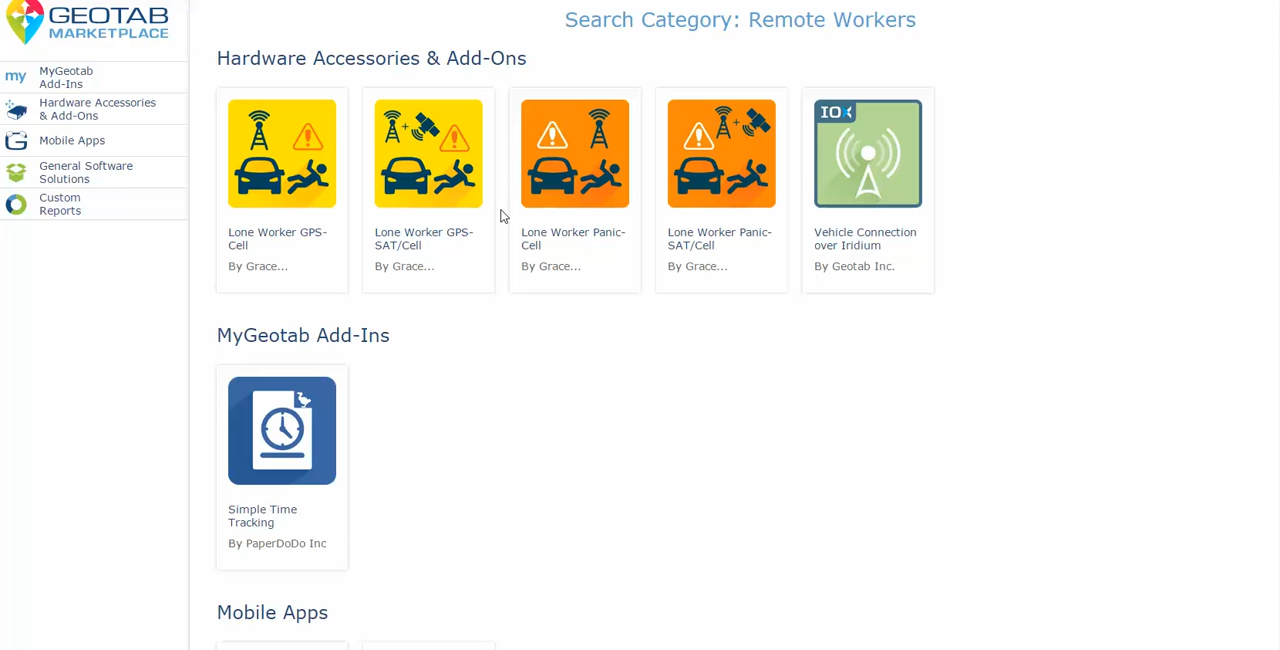 GEOTAB
MARKETPLACE
my MyGeotab
Add-Ins
Hardware Accessories
& Add-Ons
Mobile Apps
General Software
Solutions
Custom
Reports
Search Category: Remote Workers
Hardware Accessories & Add-Ons
Lone Worker GPS-
Cell
By Grace...
Lone Worker GPS-
SAT/Cell
By Grace...
Lone Worker Panic-
Cell
By Grace...
Lone Worker Panic-
SAT/Cell
By Grace...
IOX
Vehicle Connection
over Iridium
By Geotab Inc.
MyGeotab Add-Ins
Simple Time
Tracking
By PaperDoDo Inc
Mobile Apps